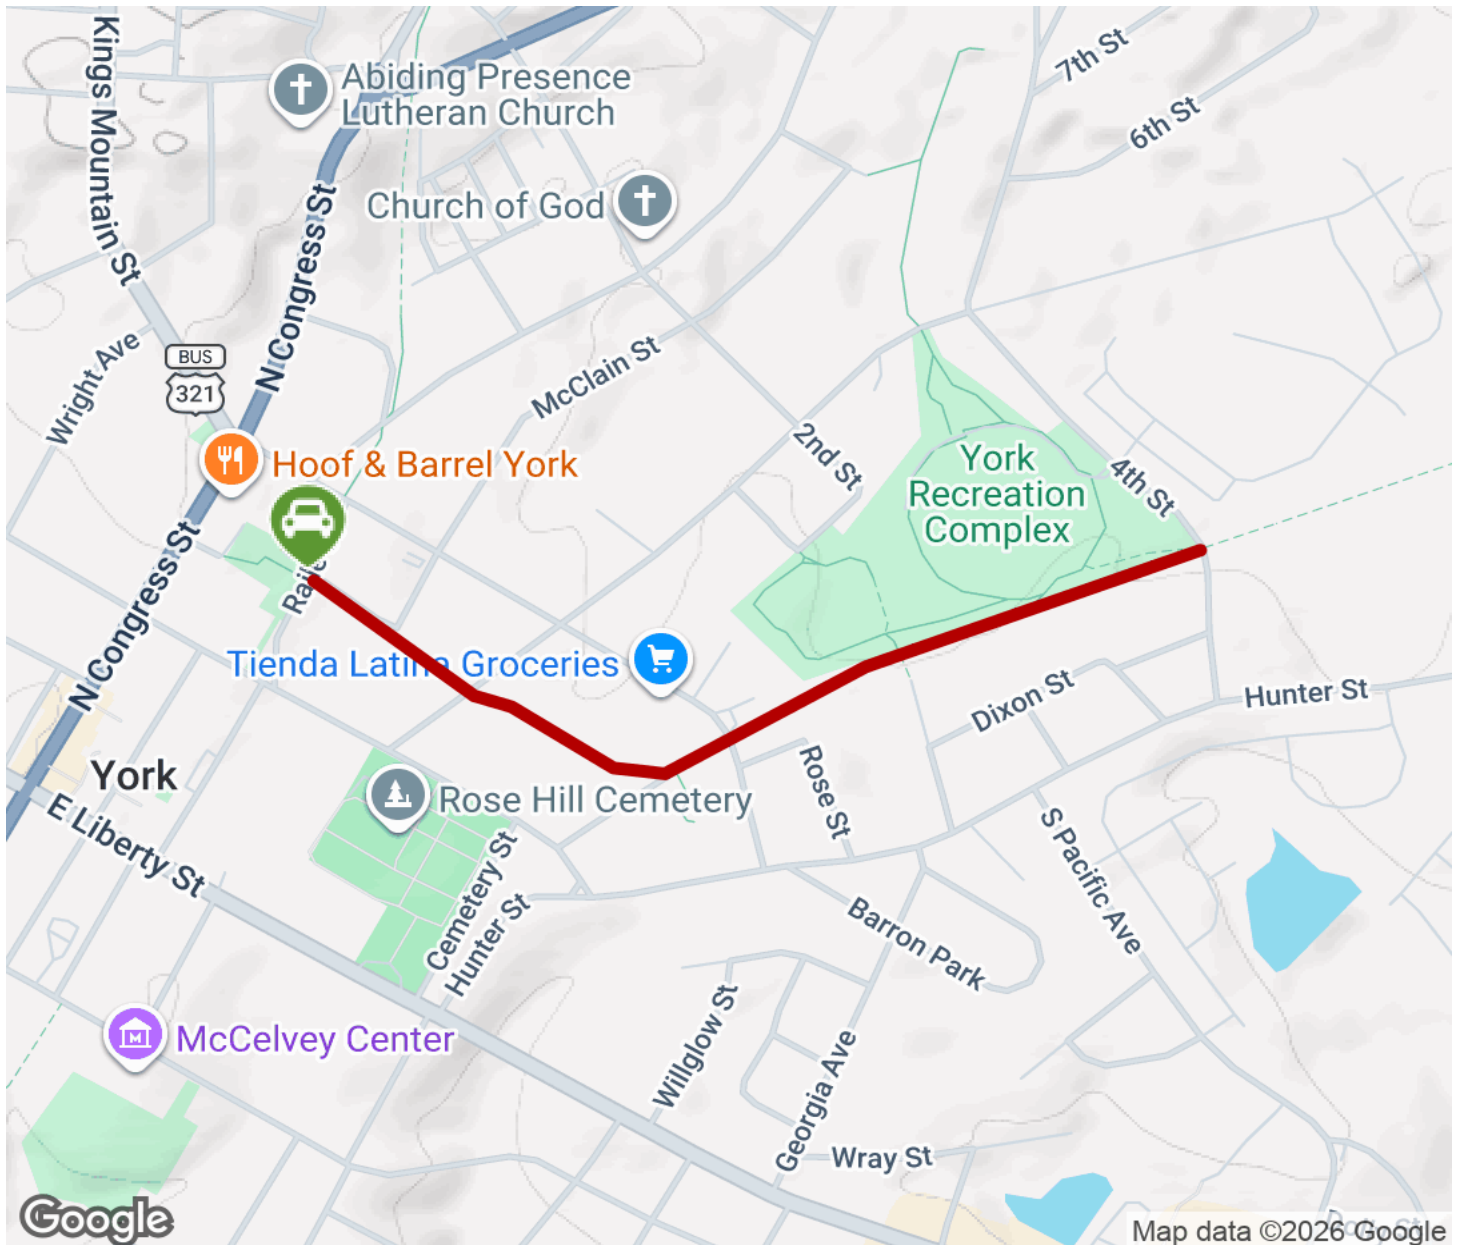 Kings Mountain St
Abiding Presence
Lutheran Church
7th St
6th St
Church of God
N Congress St
Wright Ave
BUS
321
McClain St
2nd St
Hoof & Barrel York
York
Recreation
Complex
4th St
N Congress St
Tienda Latina Groceries
Dixon St
Hunter St
York
Rose Hill Cemetery
Rose St
E Liberty St
S Pacific Ave
Cemetery St
Hunter St
Barron Park
McCelvey Center
M
Willglow St
Georgia Ave
Wray St
Google
Map data ©2026 Google